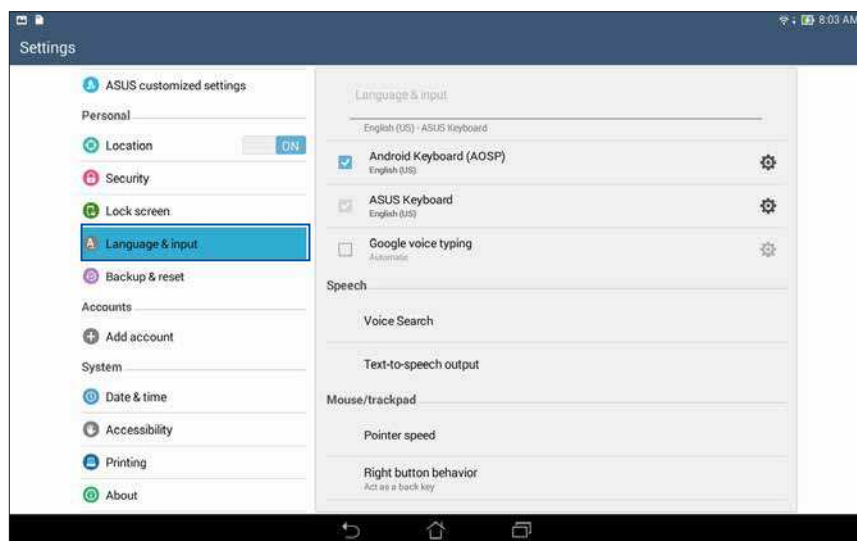 8:03 AM
Settings
ASUS customized settings
Personal
Location
ON
Security
Lock screen
Language & input
Backup & reset
Accounts
Add account
System
Date & time
Accessibility
Printing
About
Language & input
English (US) - ASUS Keyboard
Android Keyboard (AOSP)
English (US)
ASUS Keyboard
English (US)
Google voice typing
Automatic
Speech
Voice Search
Text-to-speech output
Mouse/trackpad
Pointer speed
Right button behavior
Act as a back key